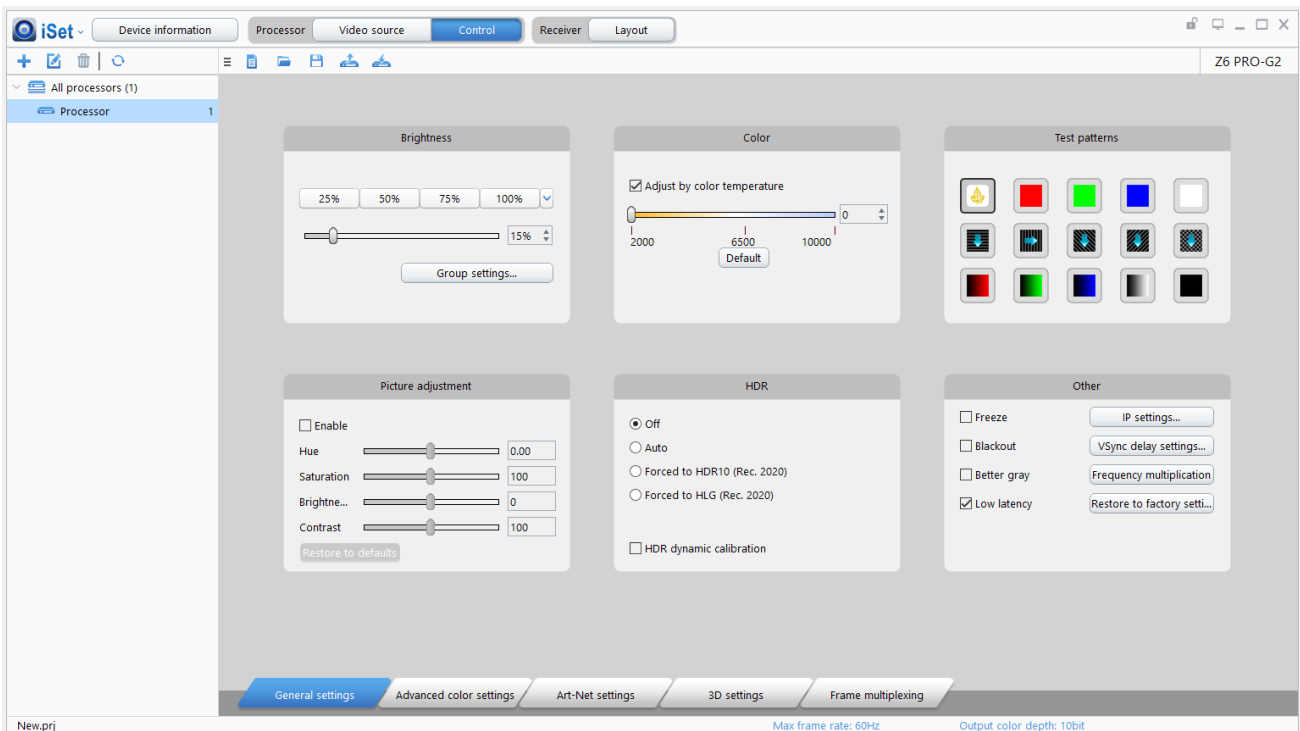 iSet Device information Processor Video source Control Receiver Layout
Z6 PRO-G2
All processors (1)
Processor 1
Brightness
25% 50% 75% 100%
15%
Group settings...
Color
Adjust by color temperature
0
2000 6500 10000
Default
Test patterns
Picture adjustment
Enable
Hue 0.00
Saturation 100
Brightne... 0
Contrast 100
Restore to defaults
HDR
Off
Auto
Forced to HDR10 (Rec. 2020)
Forced to HLG (Rec. 2020)
HDR dynamic calibration
Other
Freeze IP settings...
Blackout VSync delay settings...
Better gray Frequency multiplication
Low latency Restore to factory setti...
General settings Advanced color settings Art-Net settings 3D settings Frame multiplexing
New.prj Max frame rate: 60Hz Output color depth: 10bit